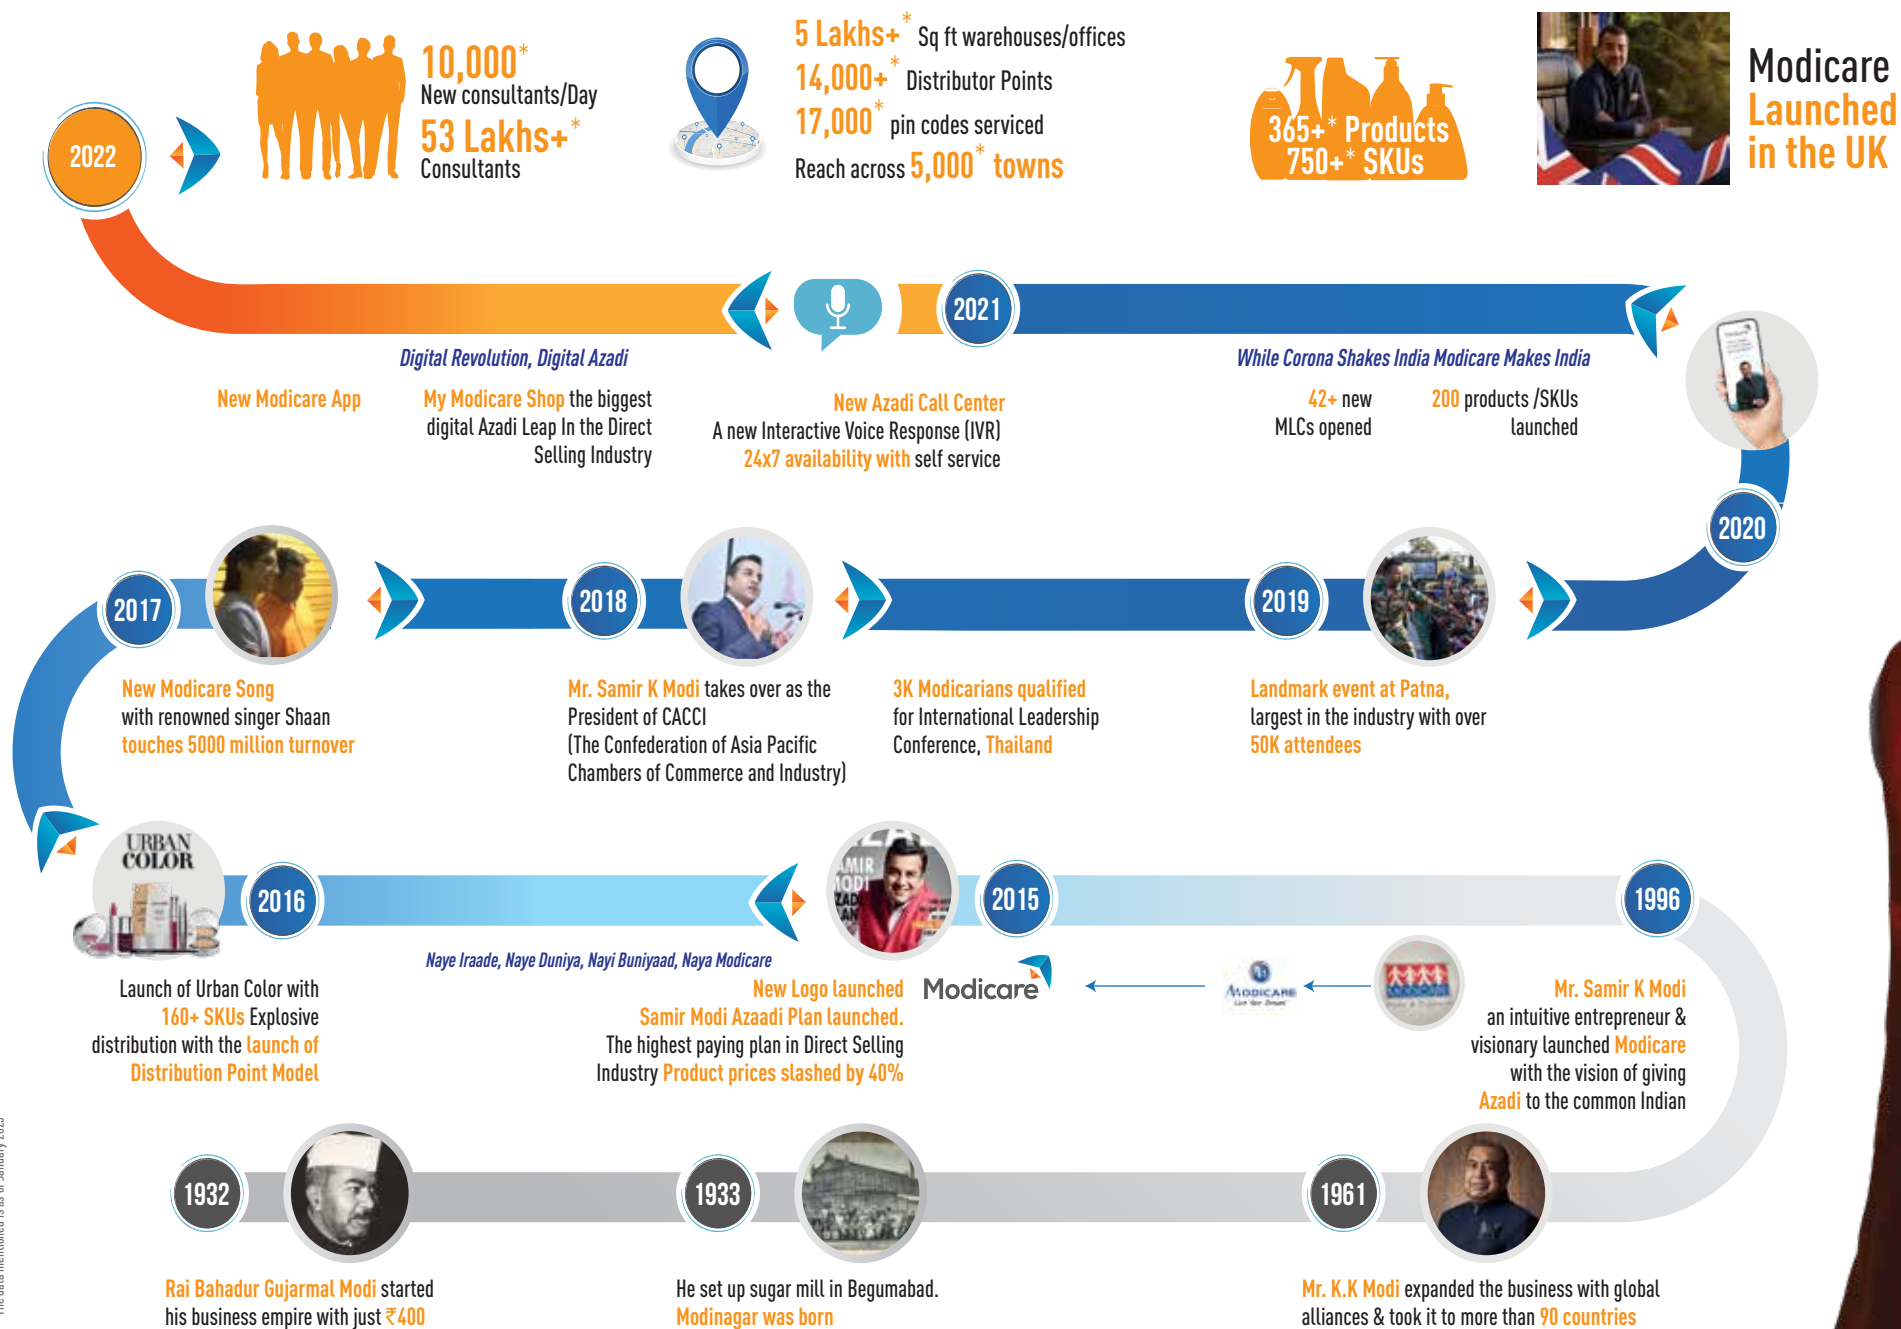 2022
10,000*
New consultants/Day
53 Lakhs+*
Consultants
5 Lakhs+* Sq ft warehouses/offices
14,000+* Distributor Points
17,000* pin codes serviced
Reach across 5,000* towns
365+* Products
750+* SKUs
Modicare
Launched
in the UK
2021
Digital Revolution, Digital Azadi
New Modicare App
My Modicare Shop the biggest
digital Azadi Leap In the Direct
Selling Industry
New Azadi Call Center
A new Interactive Voice Response (IVR)
24x7 availability with self service
While Corona Shakes India Modicare Makes India
42+ new
MLCs opened
200 products /SKUs
launched
2020
2017
New Modicare Song
with renowned singer Shaan
touches 5000 million turnover
2018
Mr. Samir K Modi takes over as the
President of CACCI
(The Confederation of Asia Pacific
Chambers of Commerce and Industry)
3K Modicarians qualified
for International Leadership
Conference, Thailand
2019
Landmark event at Patna,
largest in the industry with over
50K attendees
URBAN
COLOR
2016
Launch of Urban Color with
160+ SKUs Explosive
distribution with the launch of
Distribution Point Model
Naye Iraade, Naye Duniya, Nayi Buniyaad, Naya Modicare
2015
New Logo launched
Samir Modi Azaadi Plan launched.
The highest paying plan in Direct Selling
Industry Product prices slashed by 40%
Modicare
MODICARE
1996
Mr. Samir K Modi
an intuitive entrepreneur &
visionary launched Modicare
with the vision of giving
Azadi to the common Indian
1932
Rai Bahadur Gujarmal Modi started
his business empire with just ₹400
1933
He set up sugar mill in Begumabad.
Modinagar was born
1961
Mr. K.K Modi expanded the business with global
alliances & took it to more than 90 countries